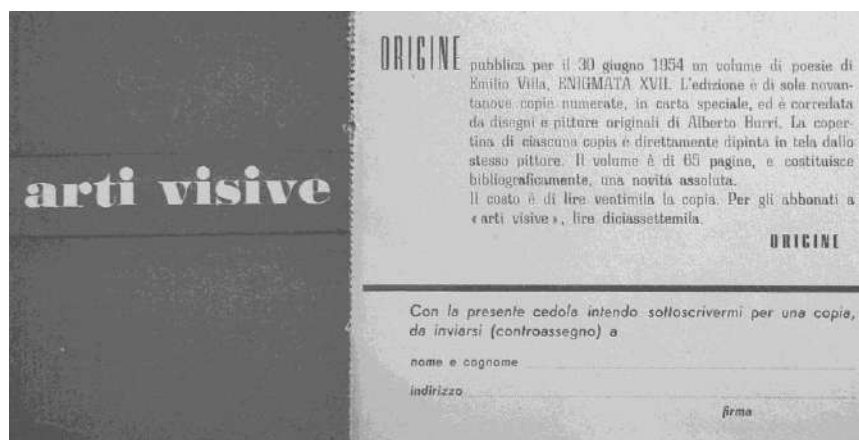 arti visive
ORIGINE
pubblica per il 30 giugno 1954 un volume di poesie di
Emilio Villa, ENIGMATA XVII. L'edizione è di sole novan-
tanove copie numerate, in carta speciale, ed è corredata
da disegni e pitture originali di Alberto Burri. La coper-
tina di ciascuna copia è direttamente dipinta in tela dallo
stesso pittore. Il volume è di 65 pagine, e costituisce
bibliograficamente, una novità assoluta.
Il costo è di lire ventimila la copia. Per gli abbonati a
« arti visive », lire diciassettemila.
ORIGINE
Con la presente cedola intendo sottoscrivermi per una copia,
da inviarsi (controassegno) a
nome e cognome
indirizzo
firma